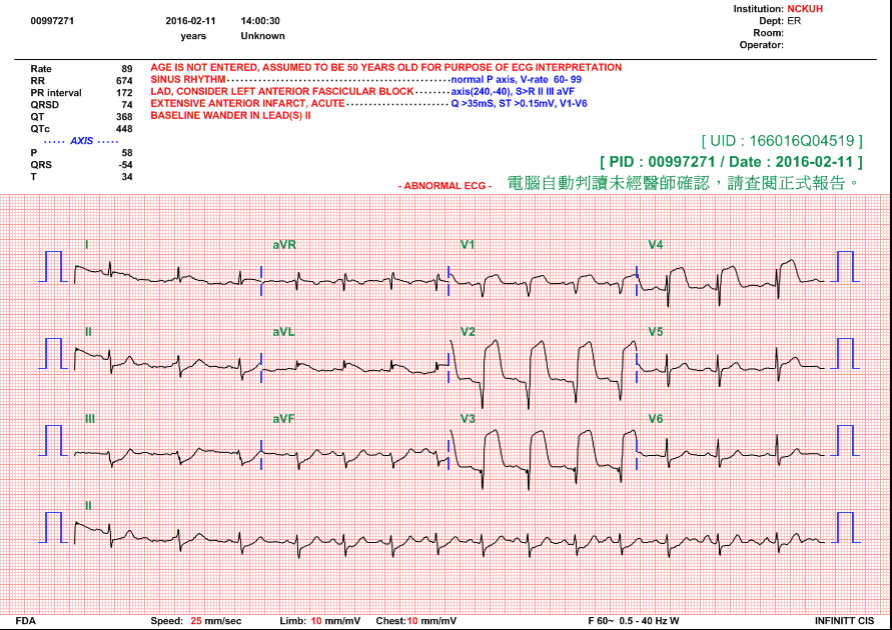 Institution: NCKUH
00997271 2016-02-11 14:00:30 Dept: ER
years Unknown Room:
Operator:
Rate 89 AGE IS NOT ENTERED, ASSUMED TO BE 50 YEARS OLD FOR PURPOSE OF ECG INTERPRETATION
RR 674 SINUS RHYTHM - - - - - - - - - - - - - - - - - - - - - - - - - normal P axis, V-rate 60- 99
PR interval 172 LAD, CONSIDER LEFT ANTERIOR FASCICULAR BLOCK - - - - - - - - axis(240,-40), S>R II III aVF
QRSD 74 EXTENSIVE ANTERIOR INFARCT, ACUTE - - - - - - - - - - - - - - - - - - - - Q >35mS, ST >0.15mV, V1-V6
QT 368 BASELINE WANDER IN LEAD(S) II
QTc 448
----- AXIS -----
P 58
QRS -54
T 34
[ UID : 166016Q04519 ]
[ PID : 00997271 / Date : 2016-02-11 ]
- ABNORMAL ECG - 電腦自動判讀未經醫師確認，請查閱正式報告。
I aVR V1 V4
II aVL V2 V5
III aVF V3 V6
II
FDA Speed: 25 mm/sec Limb: 10 mm/mV Chest: 10 mm/mV F 60~ 0.5 - 40 Hz W INFINITT CIS